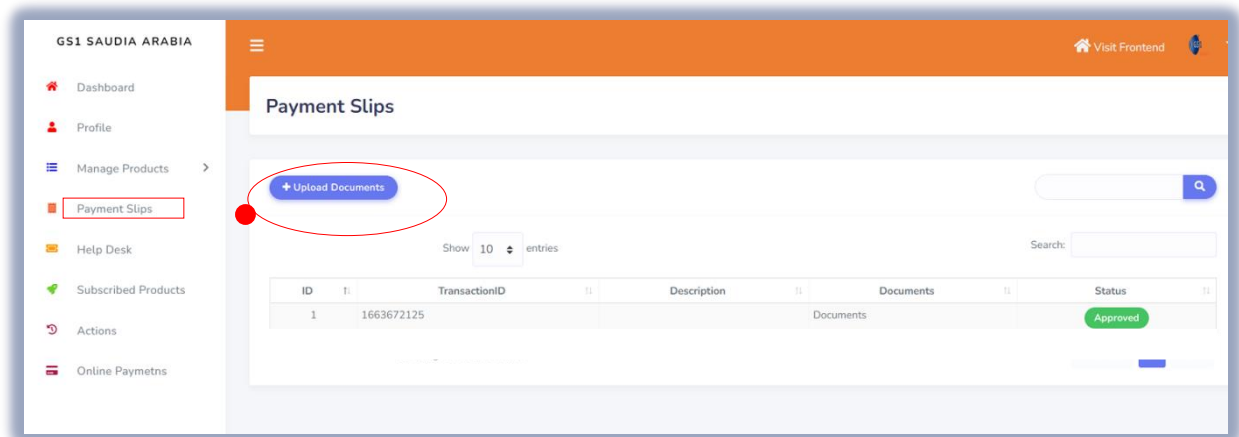 GS1 SAUDIA ARABIA
Visit Frontend
Dashboard
Profile
Manage Products
Payment Slips
Help Desk
Subscribed Products
Actions
Online Paymetns
Payment Slips
+ Upload Documents
Show 10 entries
Search:
ID TransactionID Description Documents Status
1 1663672125 Documents Approved